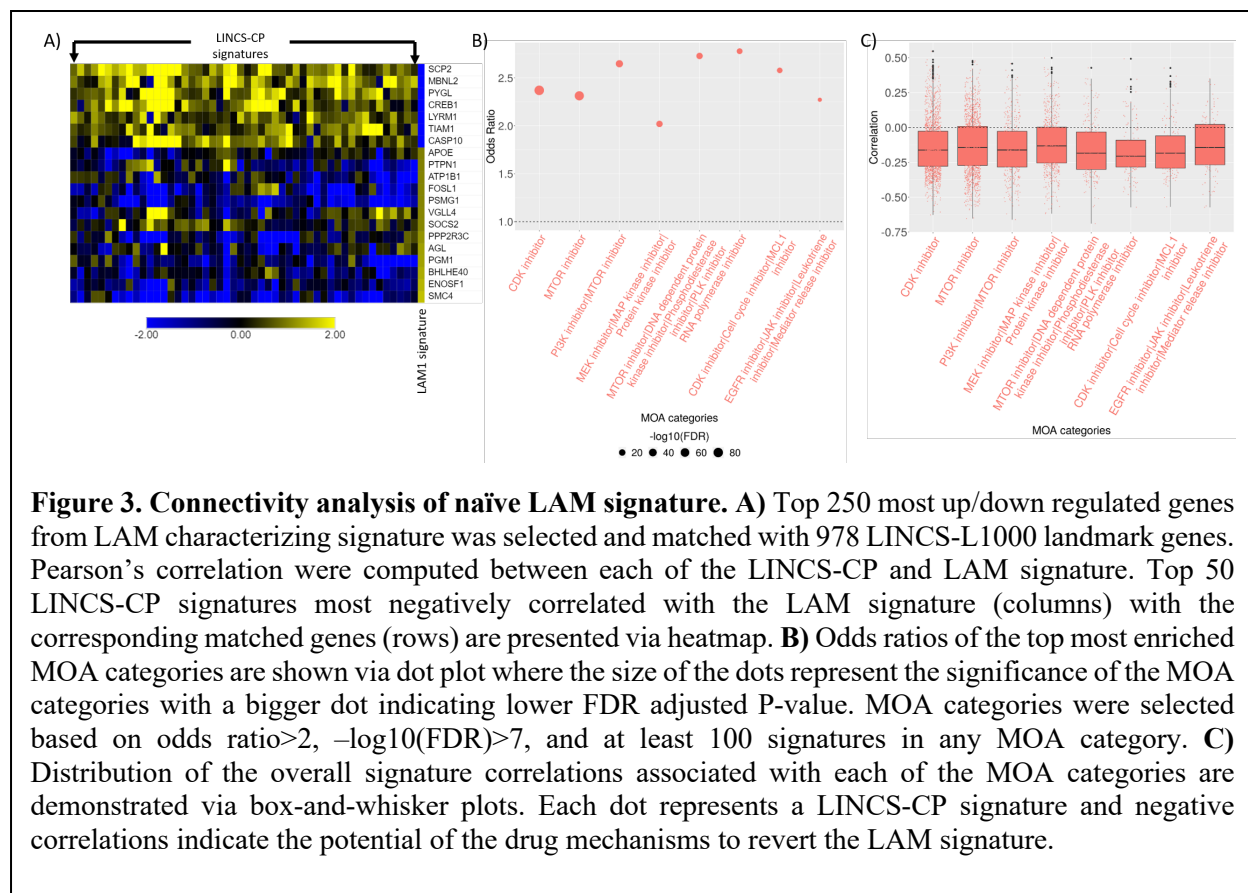 A)
LINCS-CP
signatures
SCP2
MBNL2
PYGL
CREB1
LYRM1
TIAM1
CASP10
APOE
PTPN1
ATP1B1
FOSL1
PSMG1
VGLL4
SOCS2
PPP2R3C
AGL
PGM1
BHLHE40
ENOSF1
SMC4
LAM1 signature
-2.00 0.00 2.00
B)
Odds Ratio
2.5
2.0
1.5
1.0
CDK inhibitor
MTOR inhibitor
PI3K inhibitor|MTOR inhibitor
MEK inhibitor|MAP kinase inhibitor|
Protein kinase inhibitor
MTOR inhibitor|DNA dependent protein
kinase inhibitor|Phosphodiesterase
inhibitor|PLK inhibitor
RNA polymerase inhibitor
CDK inhibitor|Cell cycle inhibitor|MCL1
inhibitor
EGFR inhibitor|JAK inhibitor|Leukotriene
inhibitor|Mediator release inhibitor
MOA categories
-log10(FDR)
20 40 60 80
C)
Correlation
0.50
0.25
0.00
-0.25
-0.50
-0.75
CDK inhibitor
MTOR inhibitor
PI3K inhibitor|MTOR inhibitor
MEK inhibitor|MAP kinase inhibitor|
Protein kinase inhibitor
MTOR inhibitor|DNA dependent protein
kinase inhibitor|Phosphodiesterase
inhibitor|PLK inhibitor
RNA polymerase inhibitor
CDK inhibitor|Cell cycle inhibitor|MCL1
inhibitor
EGFR inhibitor|JAK inhibitor|Leukotriene
inhibitor|Mediator release inhibitor
MOA categories
Figure 3. Connectivity analysis of naïve LAM signature. A) Top 250 most up/down regulated genes
from LAM characterizing signature was selected and matched with 978 LINCS-L1000 landmark genes.
Pearson’s correlation were computed between each of the LINCS-CP and LAM signature. Top 50
LINCS-CP signatures most negatively correlated with the LAM signature (columns) with the
corresponding matched genes (rows) are presented via heatmap. B) Odds ratios of the top most enriched
MOA categories are shown via dot plot where the size of the dots represent the significance of the MOA
categories with a bigger dot indicating lower FDR adjusted P-value. MOA categories were selected
based on odds ratio>2, –log10(FDR)>7, and at least 100 signatures in any MOA category. C)
Distribution of the overall signature correlations associated with each of the MOA categories are
demonstrated via box-and-whisker plots. Each dot represents a LINCS-CP signature and negative
correlations indicate the potential of the drug mechanisms to revert the LAM signature.